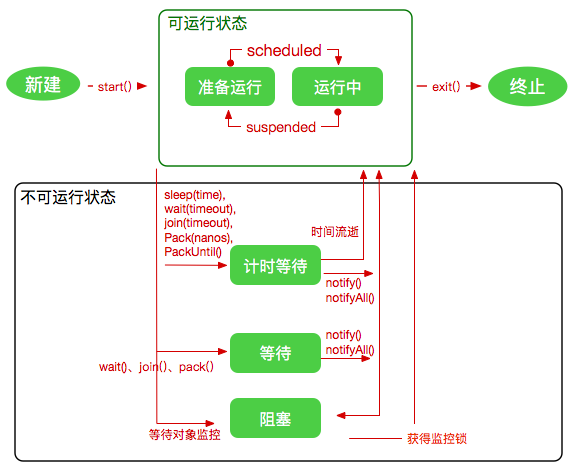 可运行状态
scheduled
新建
start()
准备运行
运行中
exit()
终止
suspended
不可运行状态
sleep(time),
wait(timeout),
join(timeout),
Pack(nanos),
PackUntil()
时间流逝
计时等待
notify()
notifyAll()
notify()
等待
notifyAll()
wait()、join()、pack()
阻塞
等待对象监控
获得监控锁